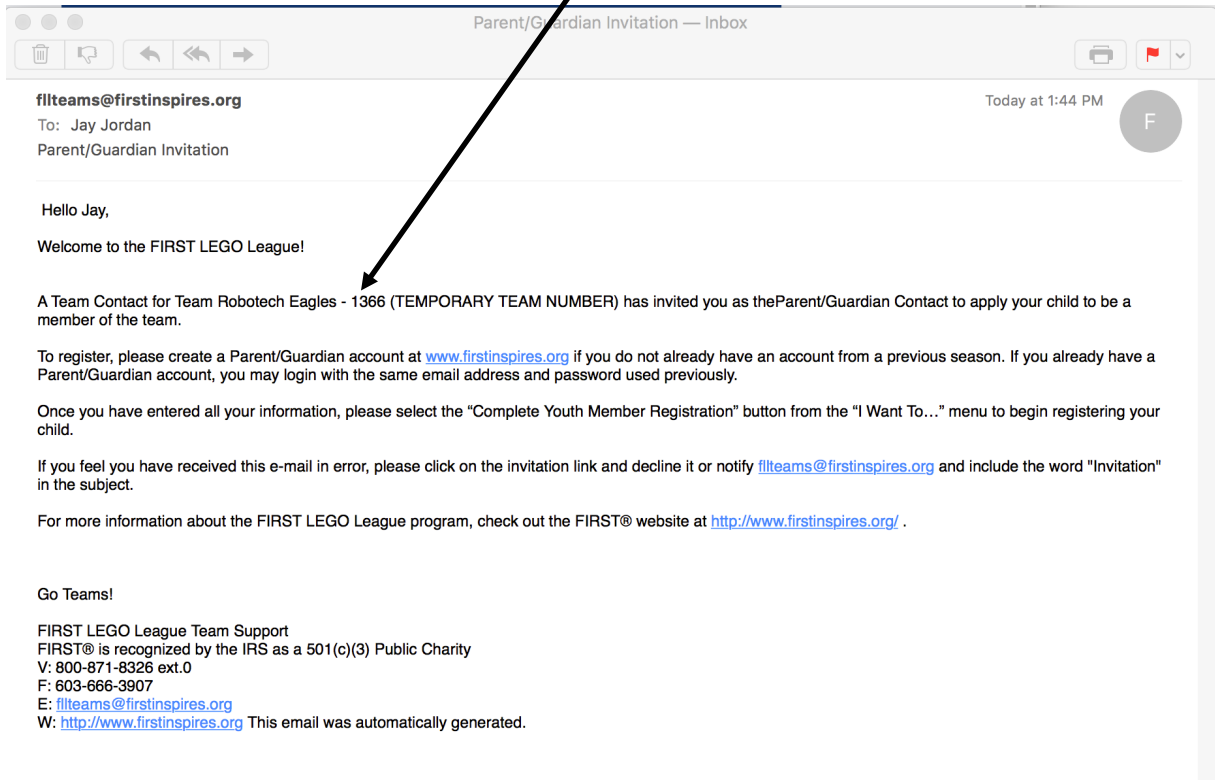 Parent/Guardian Invitation — Inbox
fllteams@firstinspires.org
Today at 1:44 PM
F
To: Jay Jordan
Parent/Guardian Invitation
Hello Jay,
Welcome to the FIRST LEGO League!
A Team Contact for Team Robotech Eagles - 1366 (TEMPORARY TEAM NUMBER) has invited you as theParent/Guardian Contact to apply your child to be a
member of the team.
To register, please create a Parent/Guardian account at www.firstinspires.org if you do not already have an account from a previous season. If you already have a
Parent/Guardian account, you may login with the same email address and password used previously.
Once you have entered all your information, please select the “Complete Youth Member Registration” button from the “I Want To…” menu to begin registering your
child.
If you feel you have received this e-mail in error, please click on the invitation link and decline it or notify fllteams@firstinspires.org and include the word "Invitation"
in the subject.
For more information about the FIRST LEGO League program, check out the FIRST® website at http://www.firstinspires.org/ .
Go Teams!
FIRST LEGO League Team Support
FIRST® is recognized by the IRS as a 501(c)(3) Public Charity
V: 800-871-8326 ext.0
F: 603-666-3907
E: fllteams@firstinspires.org
W: http://www.firstinspires.org This email was automatically generated.